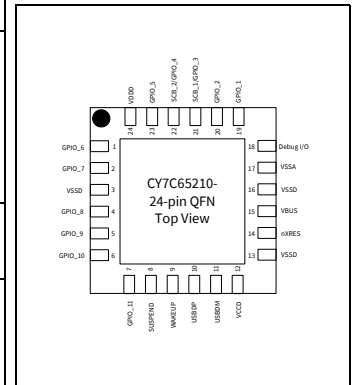 VDDD
GPIO_5
SCB_2/GPIO_4
SCB_1/GPIO_3
GPIO_2
GPIO_1
24
23
22
21
20
19
GPIO_6 1
GPIO_7 2
VSSD 3
GPIO_8 4
GPIO_9 5
GPIO_10 6
CY7C65210-
24-pin QFN
Top View
18 Debug I/O
17 VSSA
16 VSSD
15 VBUS
14 nXRES
13 VSSD
7
8
9
10
11
12
GPIO_11
SUSPEND
WAKEUP
USBDP
USBDM
VCCD